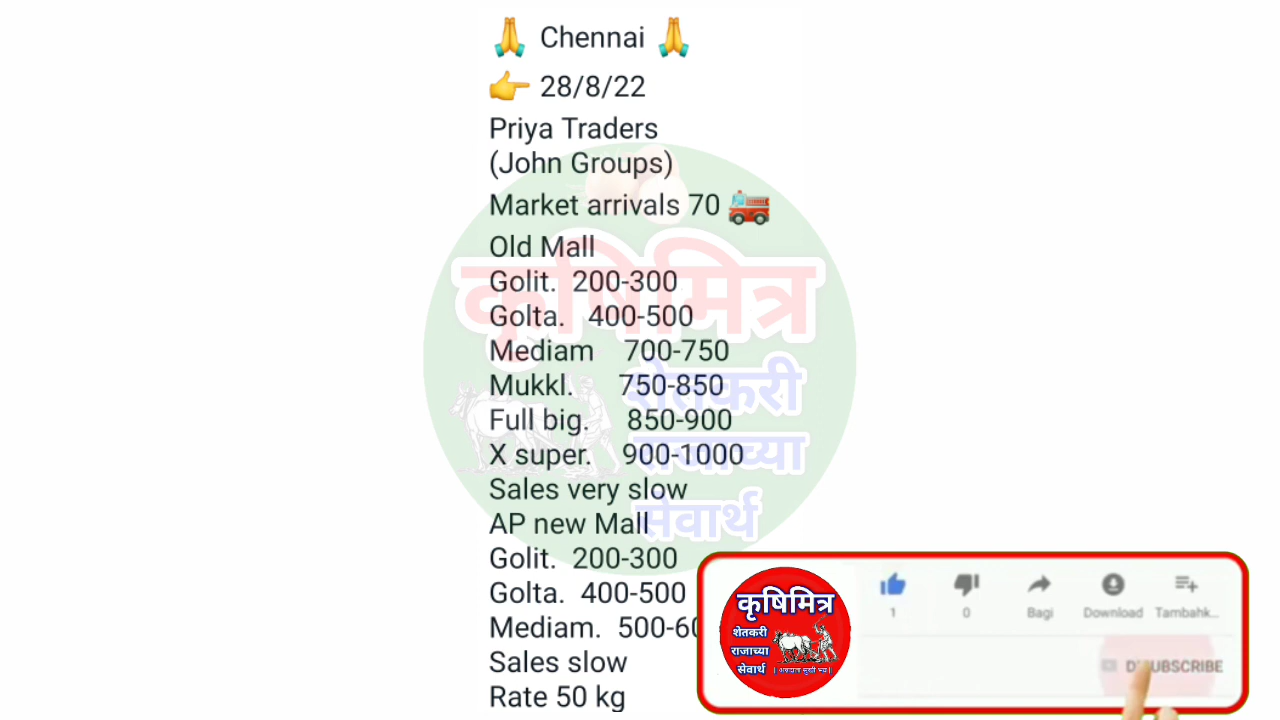 🙏 Chennai 🙏
👉 28/8/22
Priya Traders
(John Groups)
Market arrivals 70 🚒
Old Mall
Golit. 200-300
Golta. 400-500
Mediam 700-750
Mukkl. 750-850
Full big. 850-900
X super. 900-1000
Sales very slow
AP new Mall
Golit. 200-300
Golta. 400-500
Mediam. 500-60
Sales slow
Rate 50 kg
कृषिमित्र
शेतकरी
राजाच्या
सेवार्थ
कृषिमित्र
शेतकरी
राजाच्या
सेवार्थ
1
0
Bagi
Download
Tambahk...